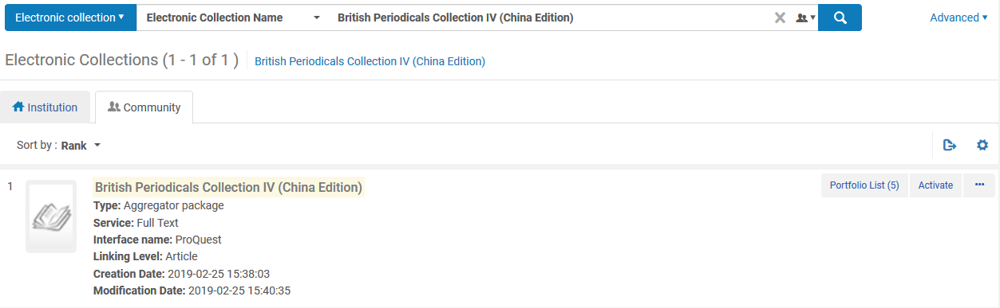 Electronic collection Electronic Collection Name British Periodicals Collection IV (China Edition) Advanced
Electronic Collections (1 - 1 of 1 ) British Periodicals Collection IV (China Edition)
Institution Community
Sort by : Rank
1 British Periodicals Collection IV (China Edition) Portfolio List (5) Activate ...
Type: Aggregator package
Service: Full Text
Interface name: ProQuest
Linking Level: Article
Creation Date: 2019-02-25 15:38:03
Modification Date: 2019-02-25 15:40:35